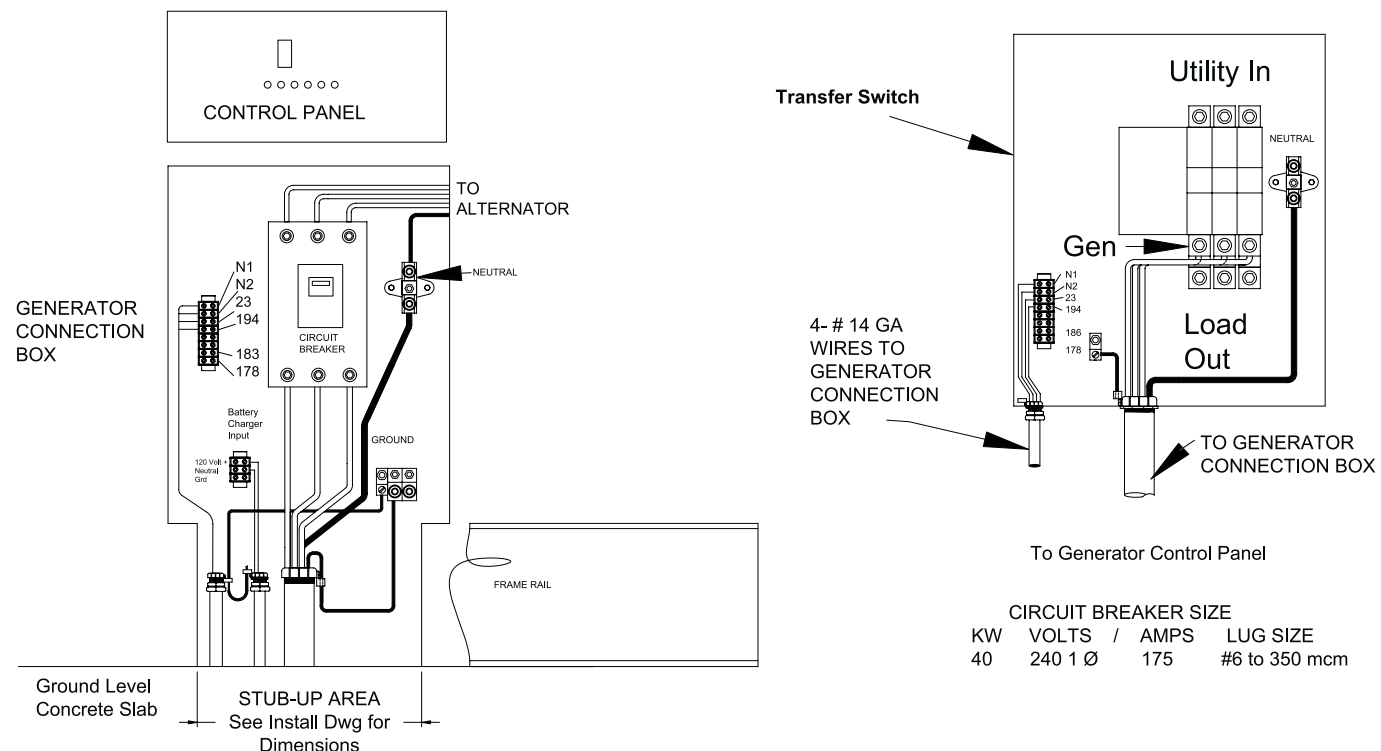 CONTROL PANEL
TO
ALTERNATOR
NEUTRAL
GENERATOR
CONNECTION
BOX
N1
N2
23
194
183
178
CIRCUIT
BREAKER
Battery
Charger
Input
120 Volt +
Neutral
Grd
GROUND
FRAME RAIL
Ground Level
Concrete Slab
STUB-UP AREA
See Install Dwg for
Dimensions
Transfer Switch
Utility In
NEUTRAL
Gen
N1
N2
23
194
186
178
Load
Out
4- # 14 GA
WIRES TO
GENERATOR
CONNECTION
BOX
TO GENERATOR
CONNECTION BOX
To Generator Control Panel
CIRCUIT BREAKER SIZE
KW VOLTS / AMPS LUG SIZE
40 240 1 Ø 175 #6 to 350 mcm